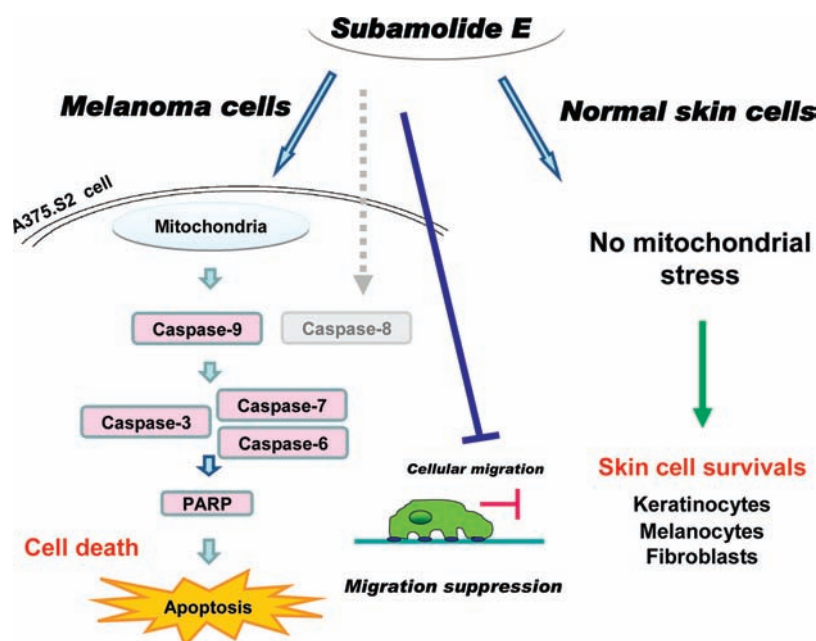 Subamolide E
Melanoma cells
Normal skin cells
A375.S2 cell
Mitochondria
No mitochondrial
stress
Caspase-9
Caspase-8
Caspase-3
Caspase-7
Caspase-6
PARP
Cell death
Apoptosis
Cellular migration
Migration suppression
Skin cell survivals
Keratinocytes
Melanocytes
Fibroblasts